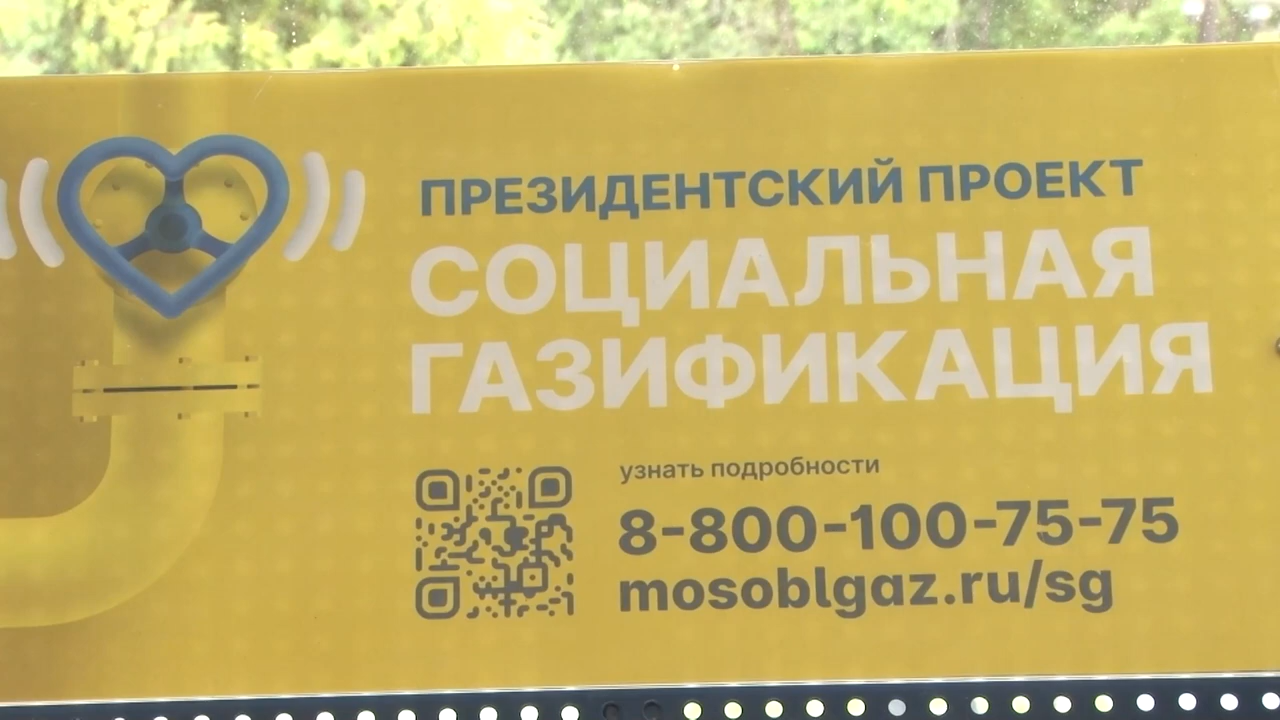 ПРЕЗИДЕНТСКИЙ ПРОЕКТ
СОЦИАЛЬНАЯ
ГАЗИФИКАЦИЯ
узнать подробности
8-800-100-75-75
mosoblgaz.ru/sg